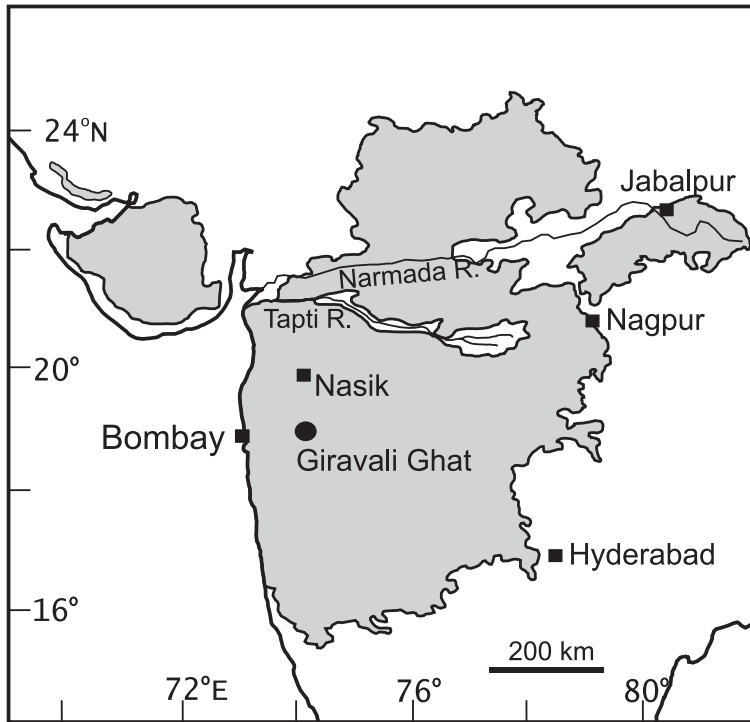 24°N
Jabalpur
Narmada R.
Tapti R.
Nagpur
20°
Nasik
Bombay
Giravali Ghat
Hyderabad
16°
200 km
72°E
76°
80°